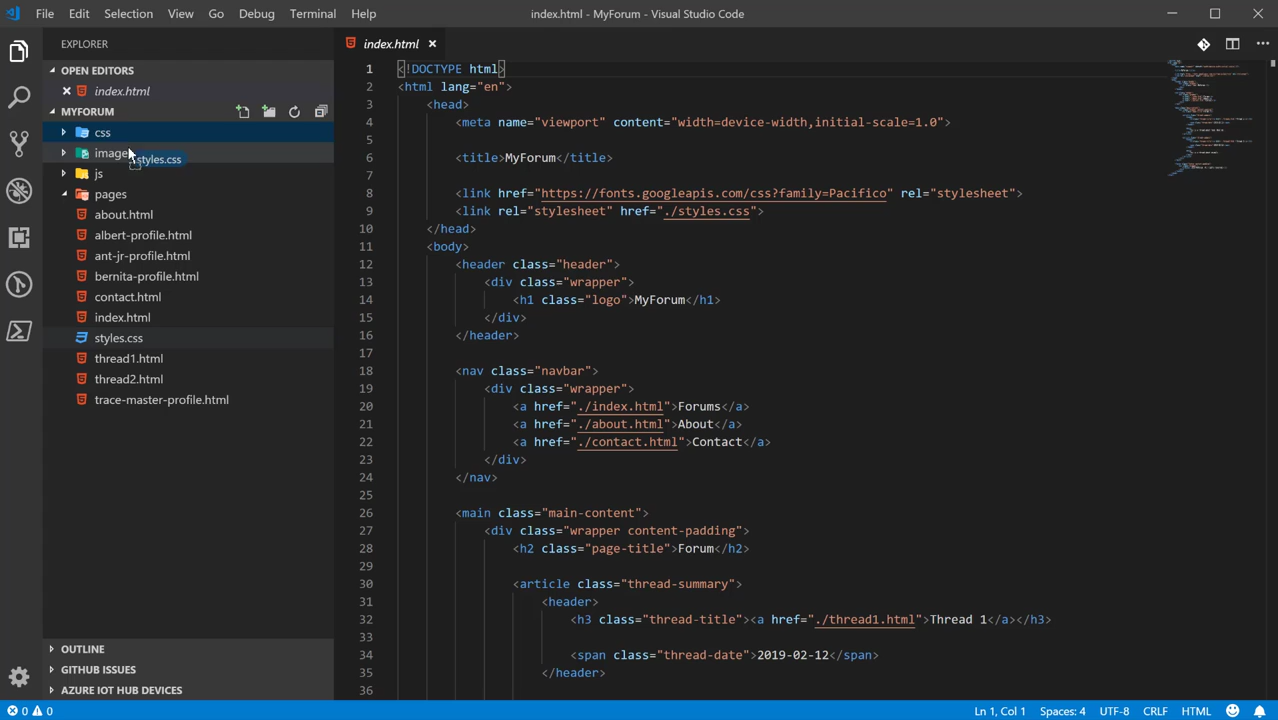 File Edit Selection View Go Debug Terminal Help index.html - MyForum - Visual Studio Code
EXPLORER
OPEN EDITORS
index.html
MYFORUM
css
image
styles.css
js
pages
about.html
albert-profile.html
ant-jr-profile.html
bernita-profile.html
contact.html
index.html
styles.css
thread1.html
thread2.html
trace-master-profile.html
OUTLINE
GITHUB ISSUES
AZURE IOT HUB DEVICES
index.html
1 <!DOCTYPE html>
2 <html lang="en">
3 <head>
4 <meta name="viewport" content="width=device-width,initial-scale=1.0">
5
6 <title>MyForum</title>
7
8 <link href="https://fonts.googleapis.com/css?family=Pacifico" rel="stylesheet">
9 <link rel="stylesheet" href="./styles.css">
10 </head>
11 <body>
12 <header class="header">
13 <div class="wrapper">
14 <h1 class="logo">MyForum</h1>
15 </div>
16 </header>
17
18 <nav class="navbar">
19 <div class="wrapper">
20 <a href="./index.html">Forums</a>
21 <a href="./about.html">About</a>
22 <a href="./contact.html">Contact</a>
23 </div>
24 </nav>
25
26 <main class="main-content">
27 <div class="wrapper content-padding">
28 <h2 class="page-title">Forum</h2>
29
30 <article class="thread-summary">
31 <header>
32 <h3 class="thread-title"><a href="./thread1.html">Thread 1</a></h3>
33
34 <span class="thread-date">2019-02-12</span>
35 </header>
36
0 0 Ln 1, Col 1 Spaces: 4 UTF-8 CRLF HTML